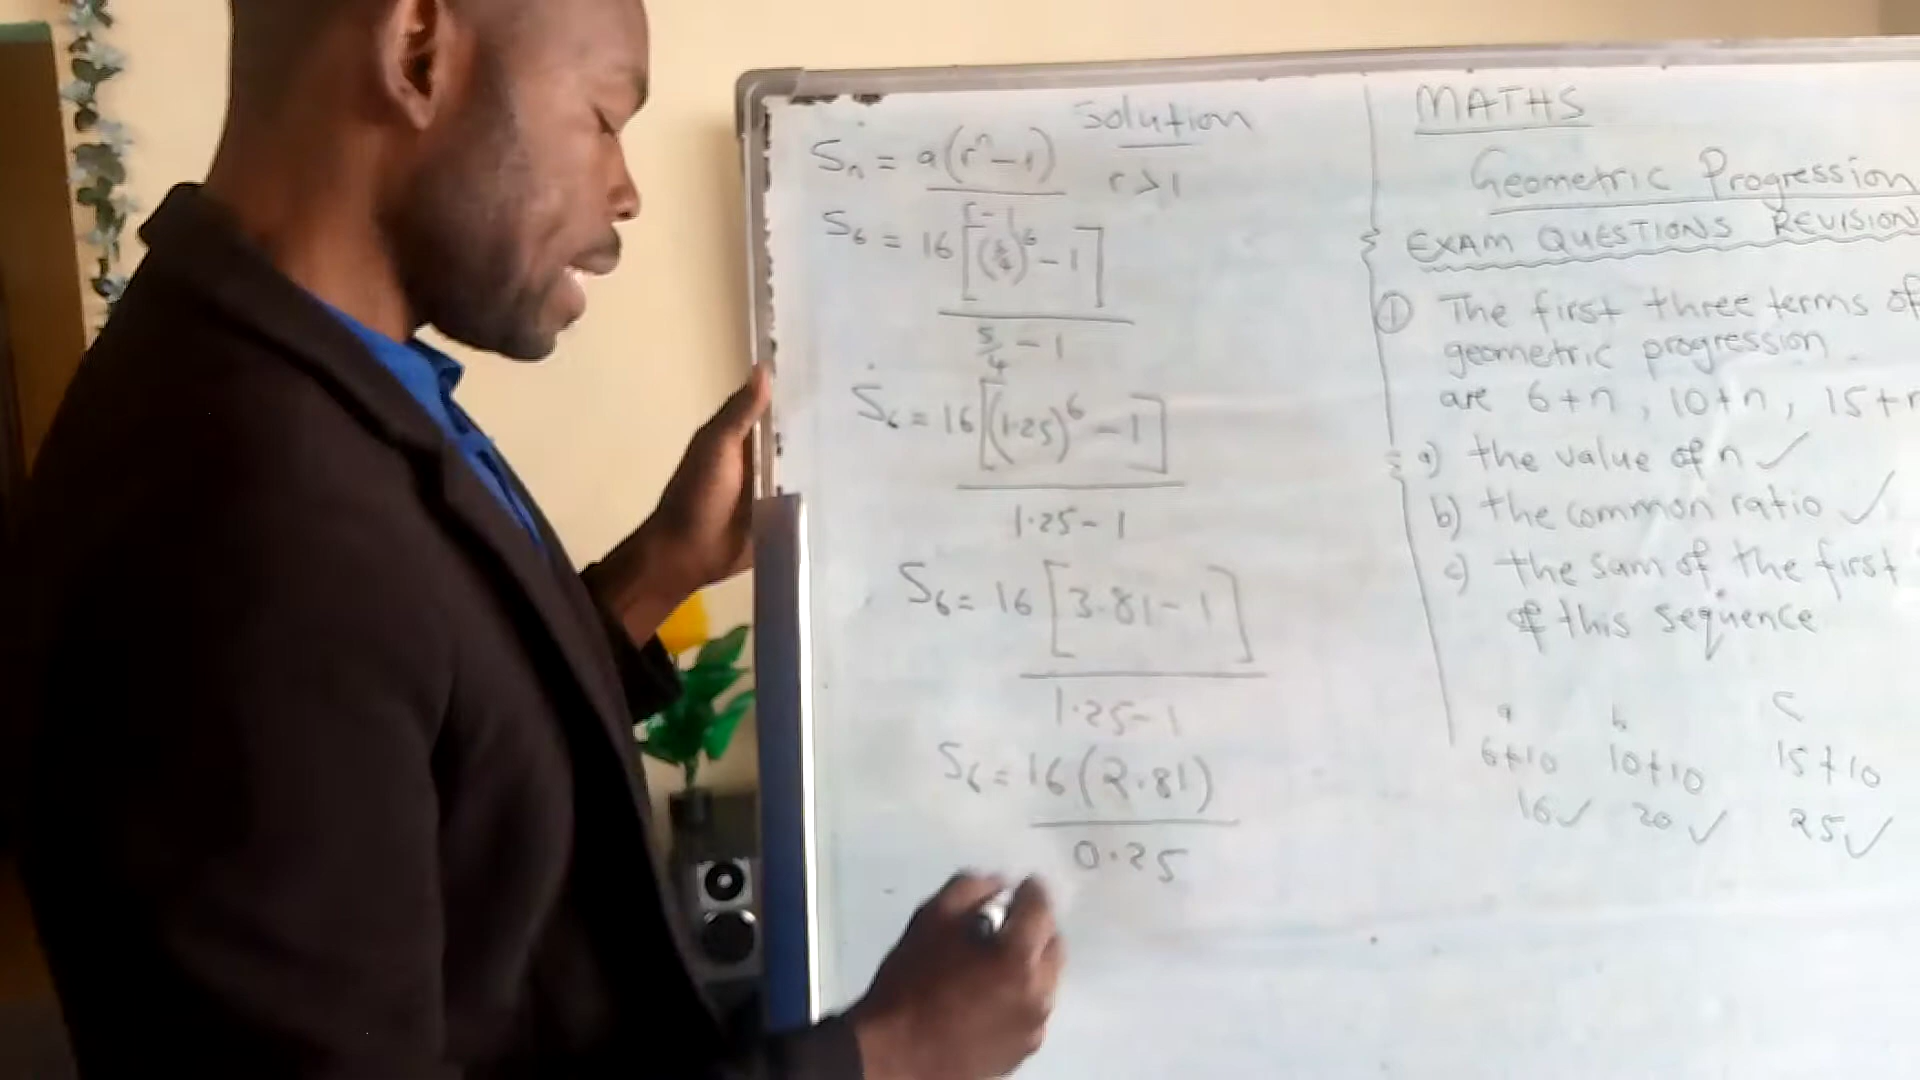 Solution
Sn = a(r^n - 1)
r - 1
r > 1
S6 = 16[(5/4)^6 - 1]
5/4 - 1
S6 = 16[(1.25)^6 - 1]
1.25 - 1
S6 = 16[3.81 - 1]
1.25 - 1
S6 = 16(2.81)
0.25
MATHS
Geometric Progression
EXAM QUESTIONS REVISION
① The first three terms of
geometric progression
are 6+n, 10+n, 15+n
a) the value of n ✓
b) the common ratio ✓
c) the sum of the first
of this sequence
a b c
6+10 10+10 15+10
16✓ 20✓ 25✓